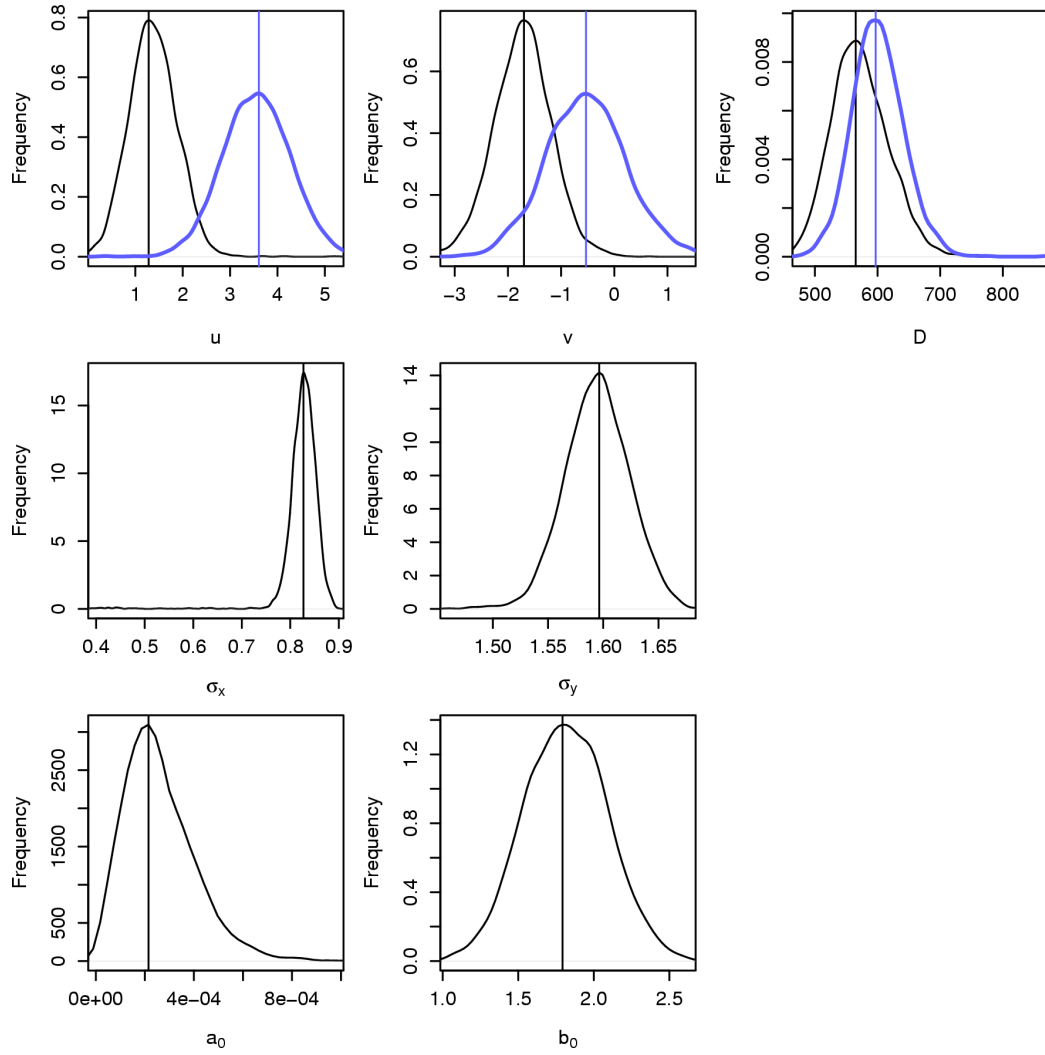 Frequency
0.0 0.2 0.4 0.6 0.8
1 2 3 4 5
u
Frequency
0.0 0.2 0.4 0.6
-3 -2 -1 0 1
v
Frequency
0.000 0.004 0.008
500 600 700 800
D
Frequency
0 5 10 15
0.4 0.5 0.6 0.7 0.8 0.9
σx
Frequency
0 2 4 6 8 10 14
1.50 1.55 1.60 1.65
σy
Frequency
0 500 1500 2500
0e+00 4e-04 8e-04
a0
Frequency
0.0 0.4 0.8 1.2
1.0 1.5 2.0 2.5
b0